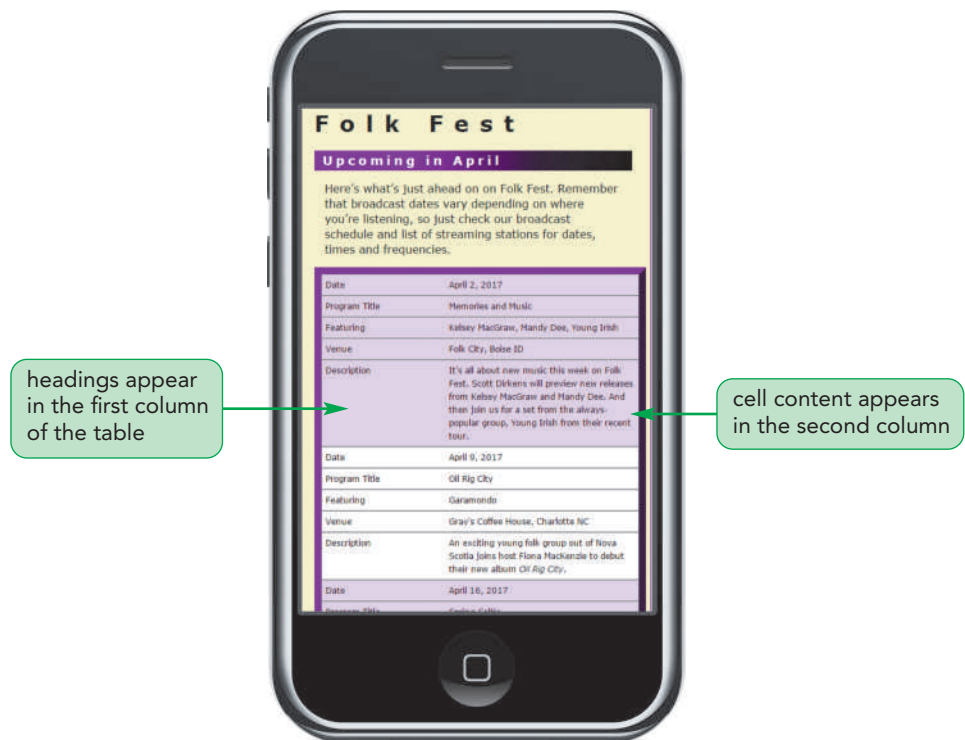 Folk Fest
Upcoming in April
Here's what's just ahead on on Folk Fest. Remember
that broadcast dates vary depending on where
you're listening, so just check our broadcast
schedule and list of streaming stations for dates,
times and frequencies.
Date April 2, 2017
Program Title Memories and Music
Featuring Kelsey MacGraw, Mandy Dee, Young Irish
Venue Folk City, Boise ID
Description It's all about new music this week on Folk
Fest. Scott Dirkens will preview new releases
from Kelsey MacGraw and Mandy Dee. And
then join us for a set from the always-
popular group, Young Irish from their recent
tour.
Date April 9, 2017
Program Title Oil Rig City
Featuring Garamondo
Venue Gray's Coffee House, Charlotte NC
Description An exciting young folk group out of Nova
Scotia joins host Fiona MacKenzie to debut
their new album Oil Rig City.
Date April 16, 2017
headings appear
in the first column
of the table
cell content appears
in the second column